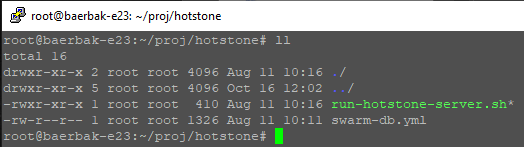 root@baerbak-e23: ~/proj/hotstone
root@baerbak-e23:~/proj/hotstone# ll
total 16
drwxr-xr-x 2 root root 4096 Aug 11 10:16 ./
drwxr-xr-x 5 root root 4096 Oct 16 12:02 ../
-rwxr-xr-x 1 root root  410 Aug 11 10:16 run-hotstone-server.sh*
-rw-r--r-- 1 root root 1326 Aug 11 10:11 swarm-db.yml
root@baerbak-e23:~/proj/hotstone#